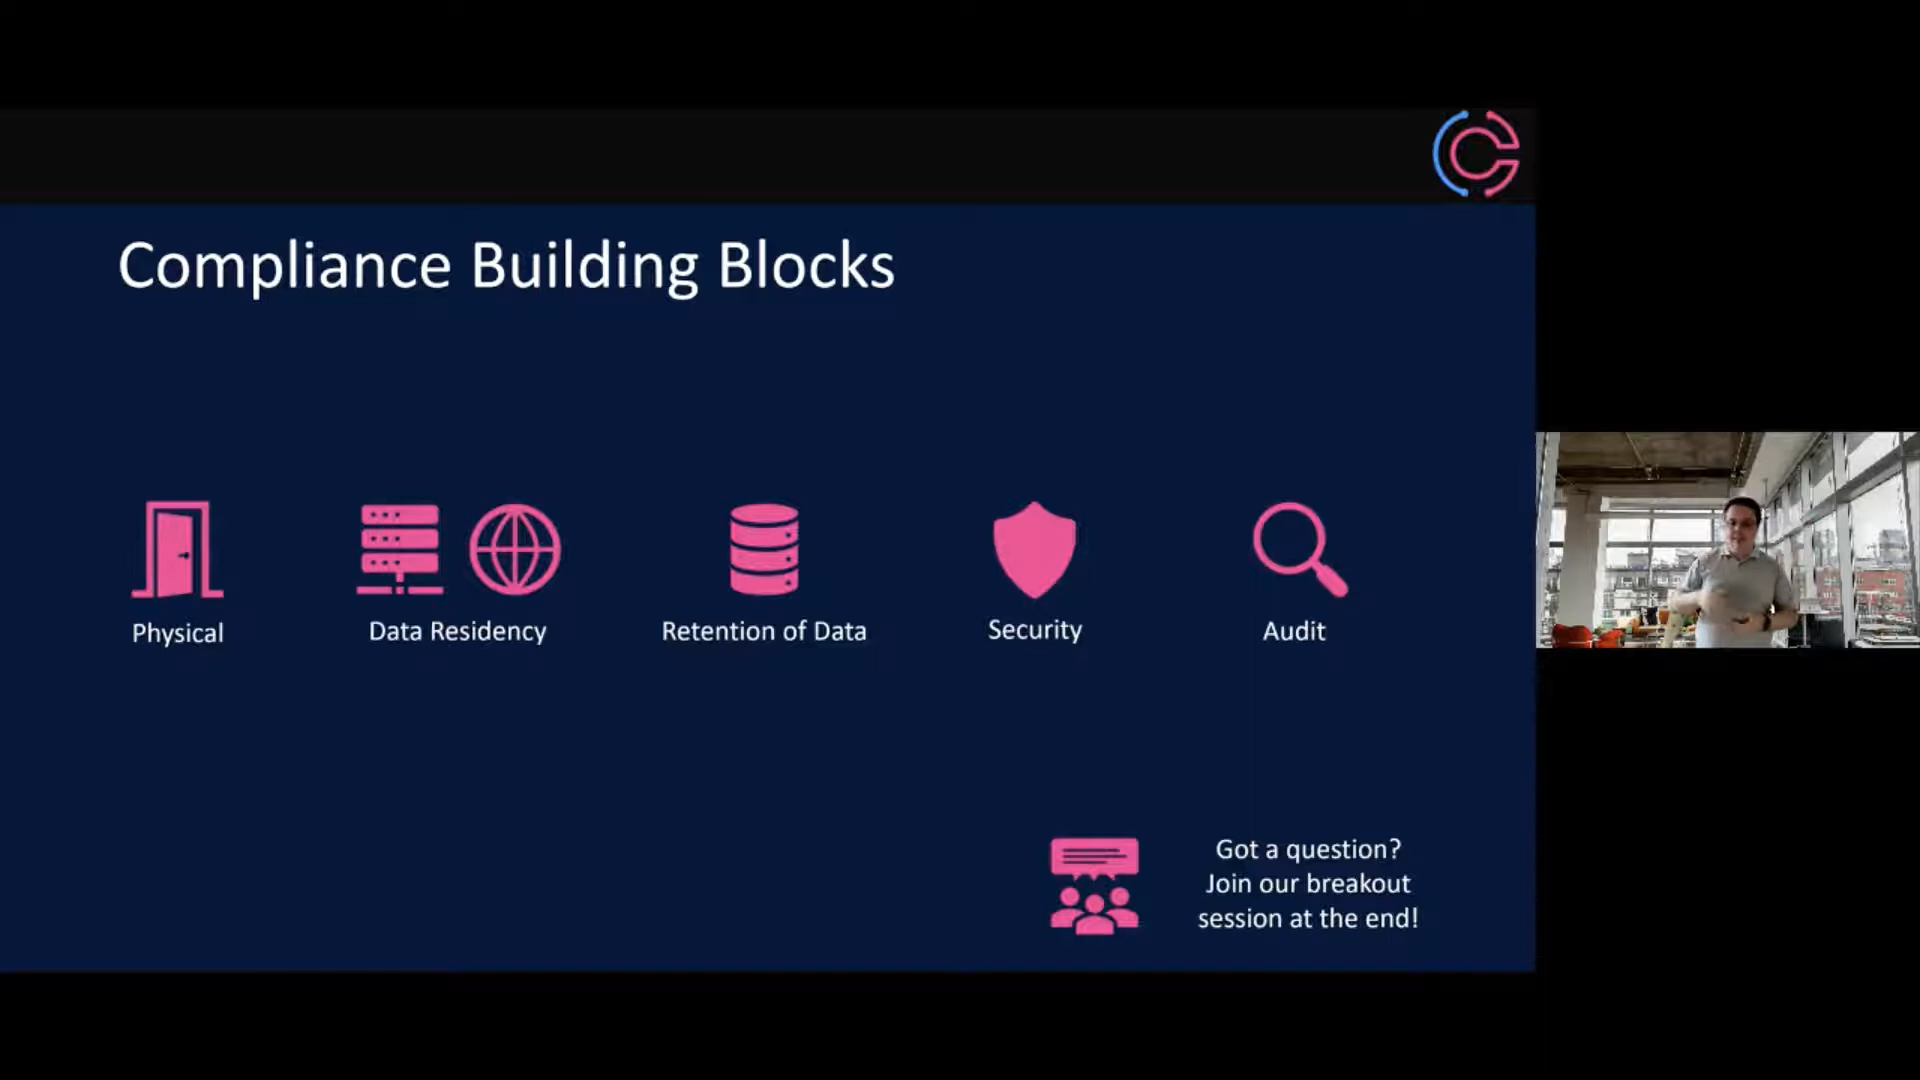 Compliance Building Blocks
Physical
Data Residency
Retention of Data
Security
Audit
Got a question?
Join our breakout
session at the end!